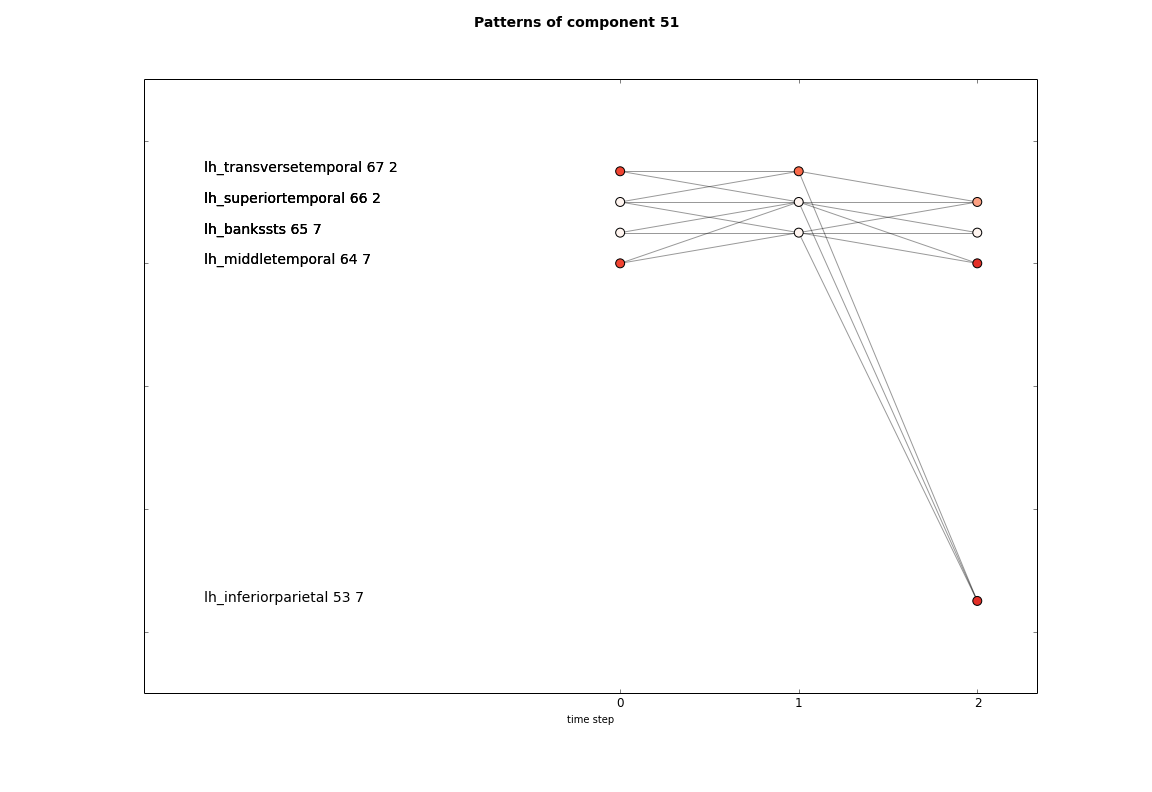 Patterns of component 51
lh_transversetemporal 67 2
lh_superiortemporal 66 2
lh_bankssts 65 7
lh_middletemporal 64 7
lh_inferiorparietal 53 7
0 1 2
time step